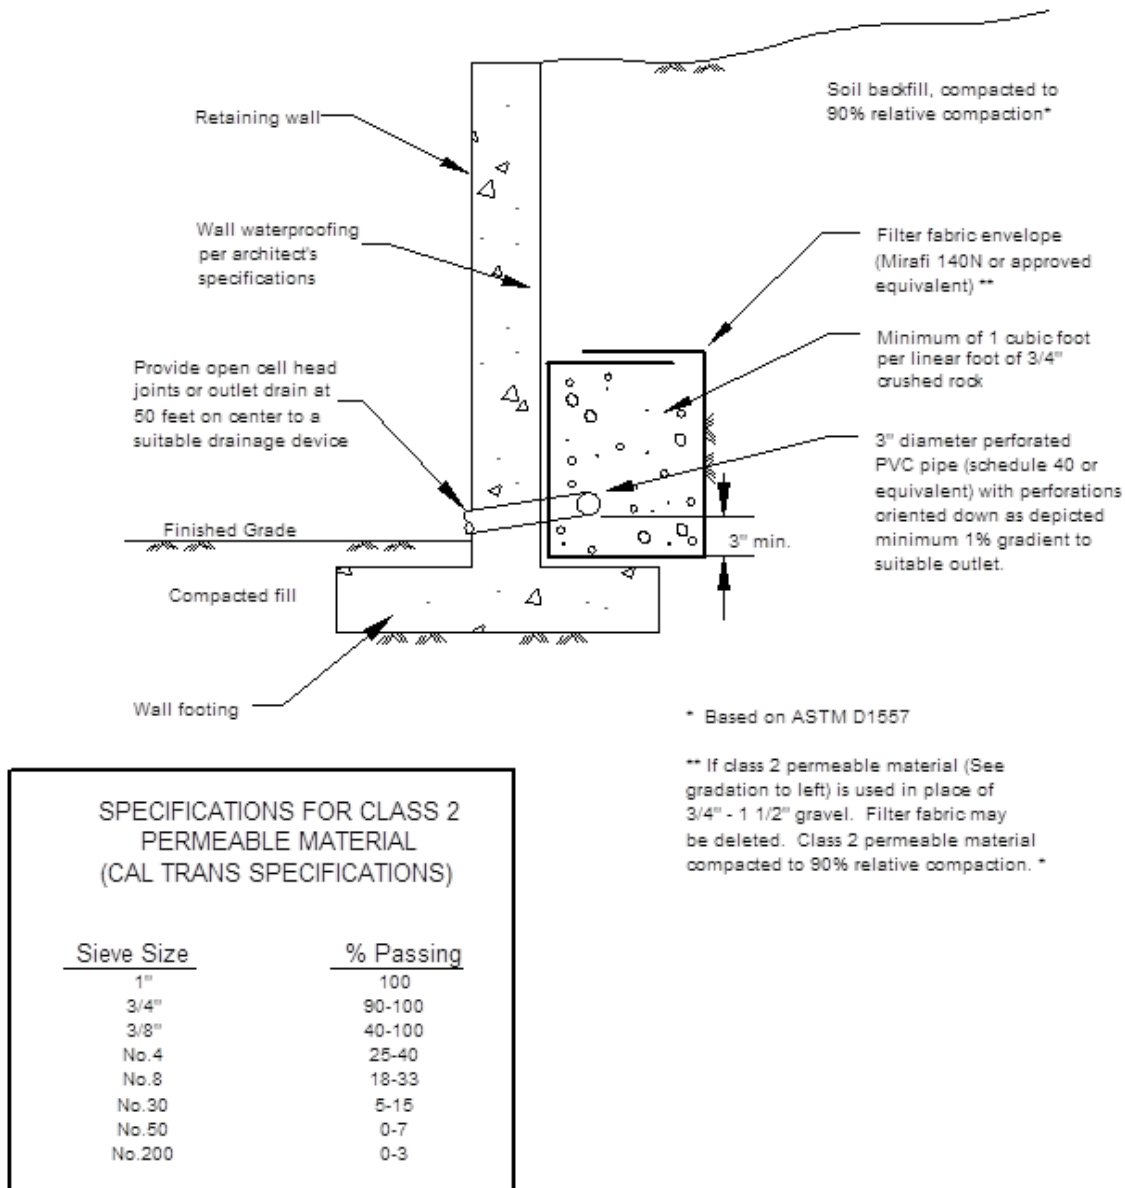 Soil backfill, compacted to
90% relative compaction*
Retaining wall
Wall waterproofing
per architect's
specifications
Filter fabric envelope
(Mirafi 140N or approved
equivalent) **
Minimum of 1 cubic foot
per linear foot of 3/4"
crushed rock
Provide open cell head
joints or outlet drain at
50 feet on center to a
suitable drainage device
3" diameter perforated
PVC pipe (schedule 40 or
equivalent) with perforations
oriented down as depicted
minimum 1% gradient to
suitable outlet.
Finished Grade
3" min.
Compacted fill
Wall footing
* Based on ASTM D1557
** If class 2 permeable material (See
gradation to left) is used in place of
3/4" - 1 1/2" gravel. Filter fabric may
be deleted. Class 2 permeable material
compacted to 90% relative compaction. *
SPECIFICATIONS FOR CLASS 2
PERMEABLE MATERIAL
(CAL TRANS SPECIFICATIONS)
Sieve Size % Passing
1" 100
3/4" 90-100
3/8" 40-100
No.4 25-40
No.8 18-33
No.30 5-15
No.50 0-7
No.200 0-3